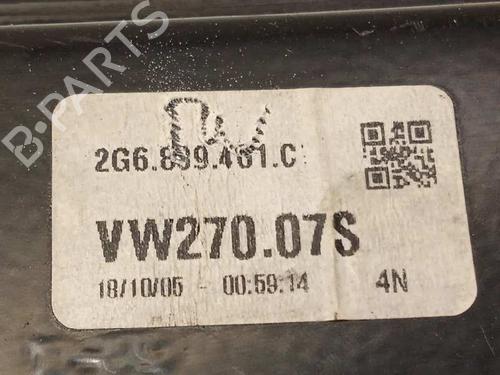 B-PARTS
2G6.839.461.C
VW270.07S
18/10/05 - 00:59:14 4N